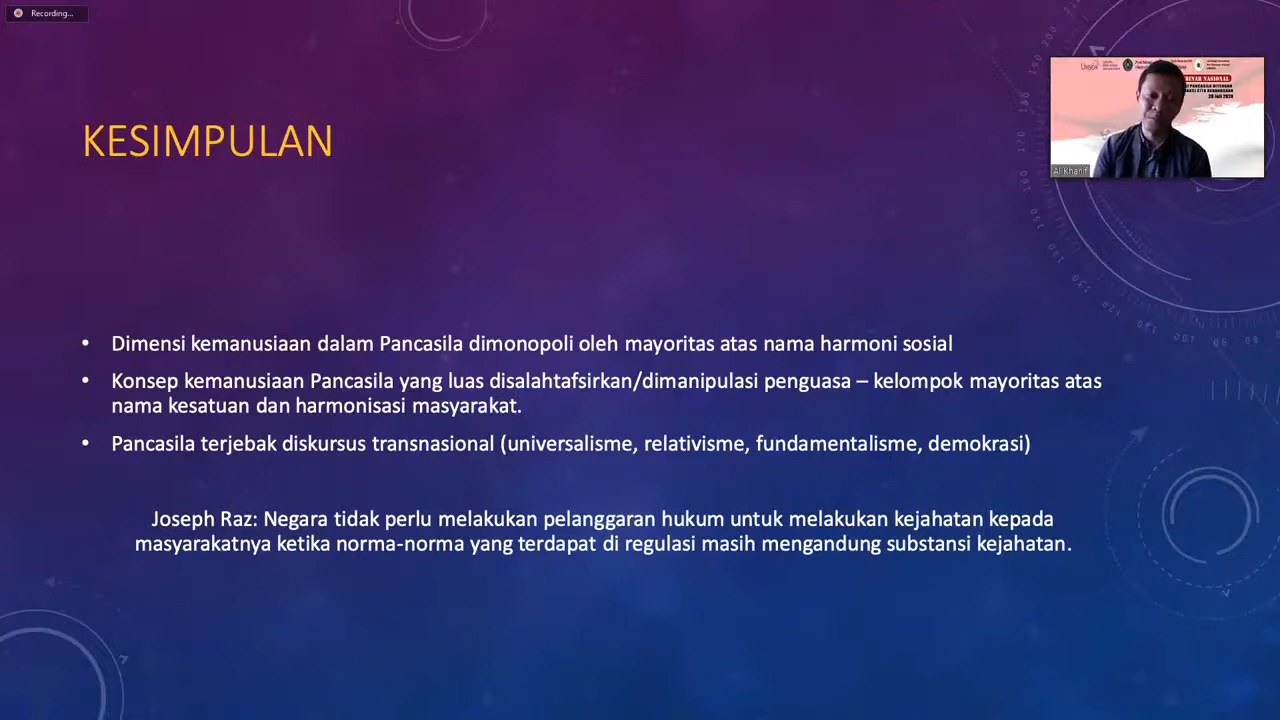 Recording...
KESIMPULAN
• Dimensi kemanusiaan dalam Pancasila dimonopoli oleh mayoritas atas nama harmoni sosial
• Konsep kemanusiaan Pancasila yang luas disalahtafsirkan/dimanipulasi penguasa – kelompok mayoritas atas
nama kesatuan dan harmonisasi masyarakat.
• Pancasila terjebak diskursus transnasional (universalisme, relativisme, fundamentalisme, demokrasi)
Joseph Raz: Negara tidak perlu melakukan pelanggaran hukum untuk melakukan kejahatan kepada
masyarakatnya ketika norma-norma yang terdapat di regulasi masih mengandung substansi kejahatan.
NASIONAL
PANCASILA DITENGAH
Al Khanif